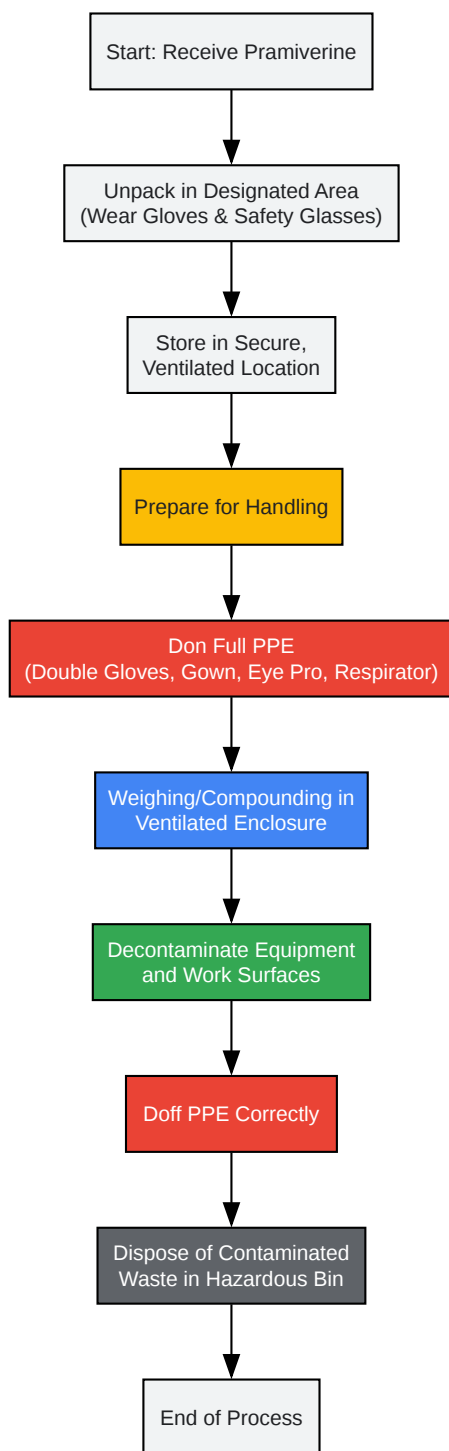 Start: Receive Pramiverine
Unpack in Designated Area
(Wear Gloves & Safety Glasses)
Store in Secure,
Ventilated Location
Prepare for Handling
Don Full PPE
(Double Gloves, Gown, Eye Pro, Respirator)
Weighing/Compounding in
Ventilated Enclosure
Decontaminate Equipment
and Work Surfaces
Doff PPE Correctly
Dispose of Contaminated
Waste in Hazardous Bin
End of Process